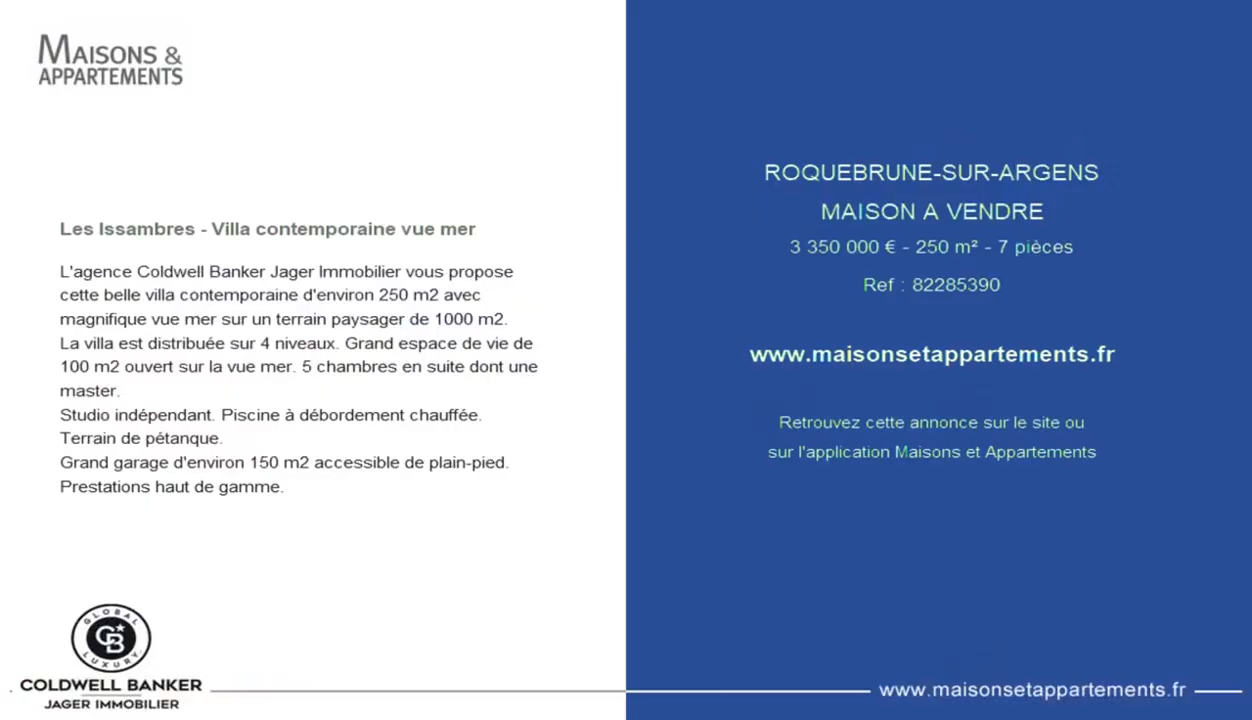 MAISONS &
APPARTEMENTS
Les Issambres - Villa contemporaine vue mer
L'agence Coldwell Banker Jager Immobilier vous propose
cette belle villa contemporaine d'environ 250 m2 avec
magnifique vue mer sur un terrain paysager de 1000 m2.
La villa est distribuée sur 4 niveaux. Grand espace de vie de
100 m2 ouvert sur la vue mer. 5 chambres en suite dont une
master.
Studio indépendant. Piscine à débordement chauffée.
Terrain de pétanque.
Grand garage d'environ 150 m2 accessible de plain-pied.
Prestations haut de gamme.
GLOBAL
CB
LUXURY
COLDWELL BANKER
JAGER IMMOBILIER
ROQUEBRUNE-SUR-ARGENS
MAISON A VENDRE
3 350 000 € - 250 m² - 7 pièces
Ref : 82285390
www.maisonsetappartements.fr
Retrouvez cette annonce sur le site ou
sur l'application Maisons et Appartements
www.maisonsetappartements.fr